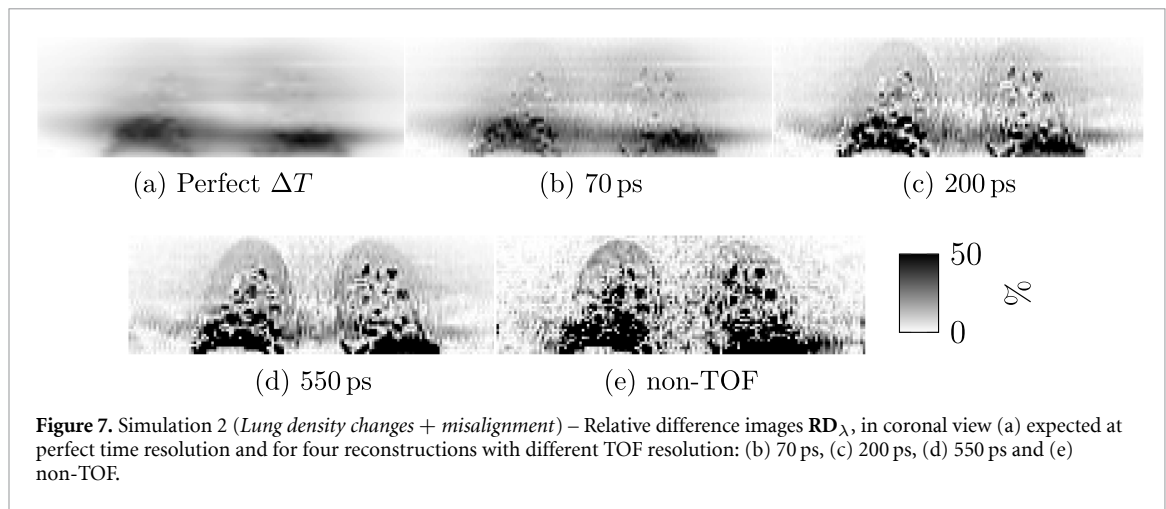 (a) Perfect ΔT
(b) 70 ps
(c) 200 ps
(d) 550 ps
(e) non-TOF
50
0
%
Figure 7. Simulation 2 (Lung density changes + misalignment) – Relative difference images RDλ, in coronal view (a) expected at
perfect time resolution and for four reconstructions with different TOF resolution: (b) 70 ps, (c) 200 ps, (d) 550 ps and (e)
non-TOF.